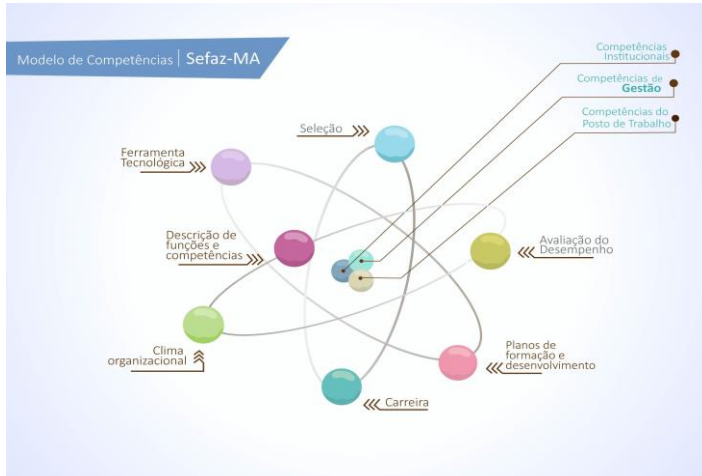 Modelo de Competências | Sefaz-MA
Competências
Institucionais
Competências de
Gestão
Competências do
Posto de Trabalho
Seleção
Ferramenta
Tecnológica
Descrição de
funções e
competências
Avaliação do
Desempenho
Clima
organizacional
Planos de
formação e
desenvolvimento
Carreira